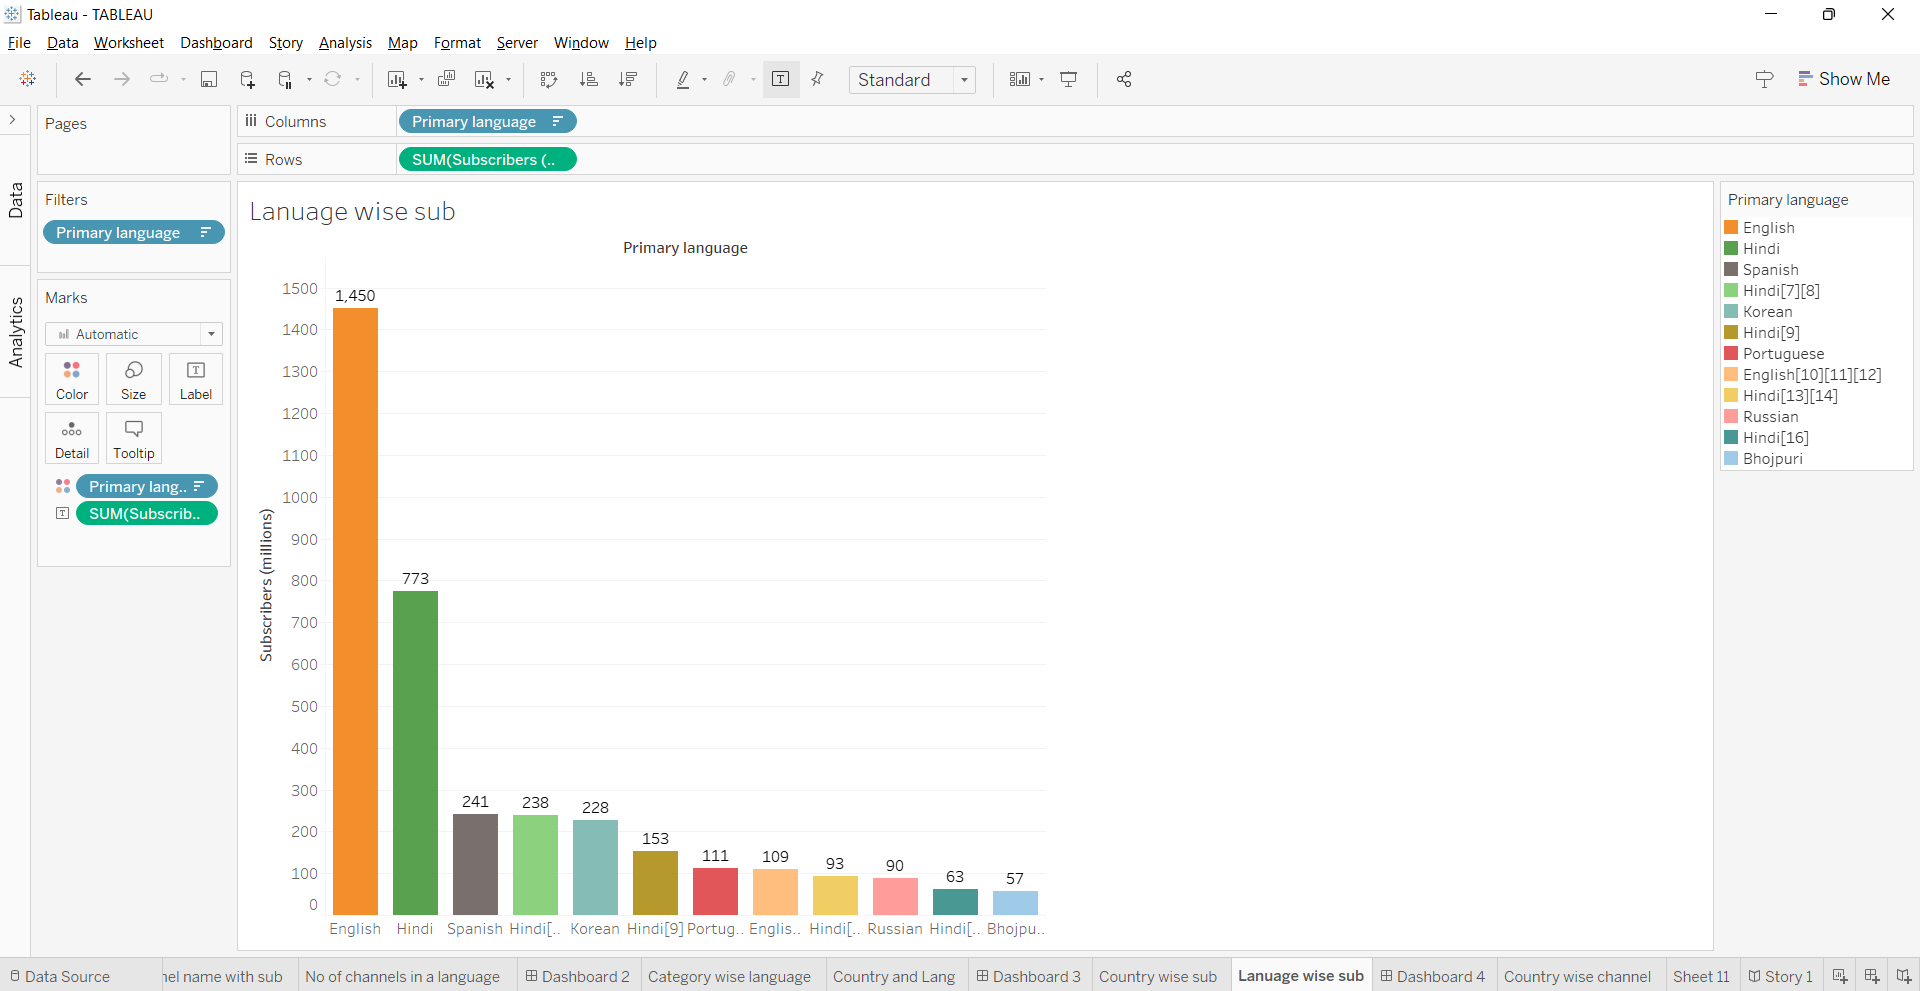 Tableau - TABLEAU
File Data Worksheet Dashboard Story Analysis Map Format Server Window Help
Standard
Show Me
Data
Analytics
Pages
Filters
Primary language
Marks
Automatic
Color Size Label
Detail Tooltip
Primary lang..
SUM(Subscrib..
Columns Primary language
Rows SUM(Subscribers (..
Lanuage wise sub
Primary language
Subscribers (millions)
1500
1400
1300
1200
1100
1000
900
800
700
600
500
400
300
200
100
0
1,450
773
241
238
228
153
111
109
93
90
63
57
English Hindi Spanish Hindi[.. Korean Hindi[9] Portug.. Englis.. Hindi[.. Russian Hindi[.. Bhojpu..
Primary language
English
Hindi
Spanish
Hindi[7][8]
Korean
Hindi[9]
Portuguese
English[10][11][12]
Hindi[13][14]
Russian
Hindi[16]
Bhojpuri
Data Source nel name with sub No of channels in a language Dashboard 2 Category wise language Country and Lang Dashboard 3 Country wise sub Lanuage wise sub Dashboard 4 Country wise channel Sheet 11 Story 1